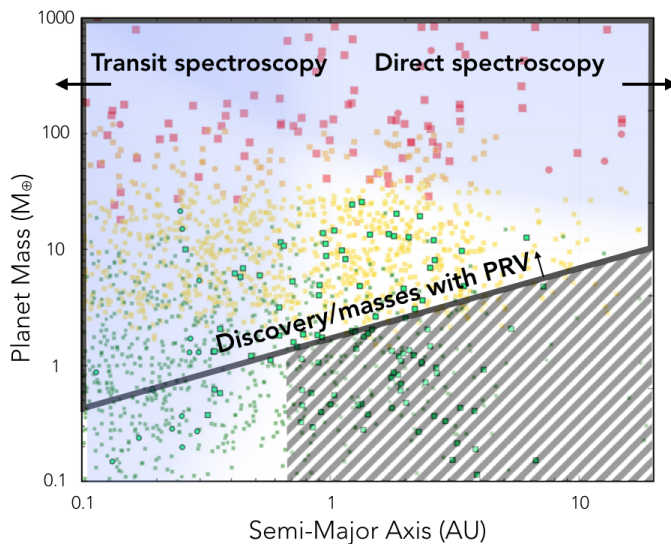 1000
Transit spectroscopy Direct spectroscopy
100
Planet Mass (M⊕)
10
Discovery/masses with PRV
1
0.1
0.1 1 10
Semi-Major Axis (AU)